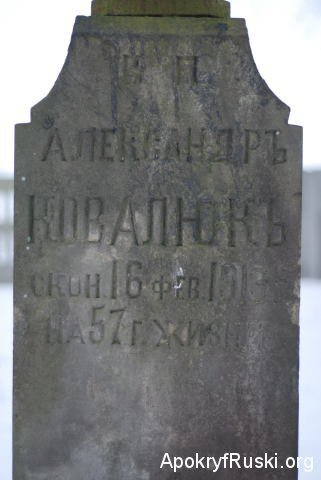 АЛЕКСАНДРЪ
КОВАЛЮКЪ
СКОН 16 ФЕВ
НА 57 Г. ЖИЗНИ
ApokryfRuski.org